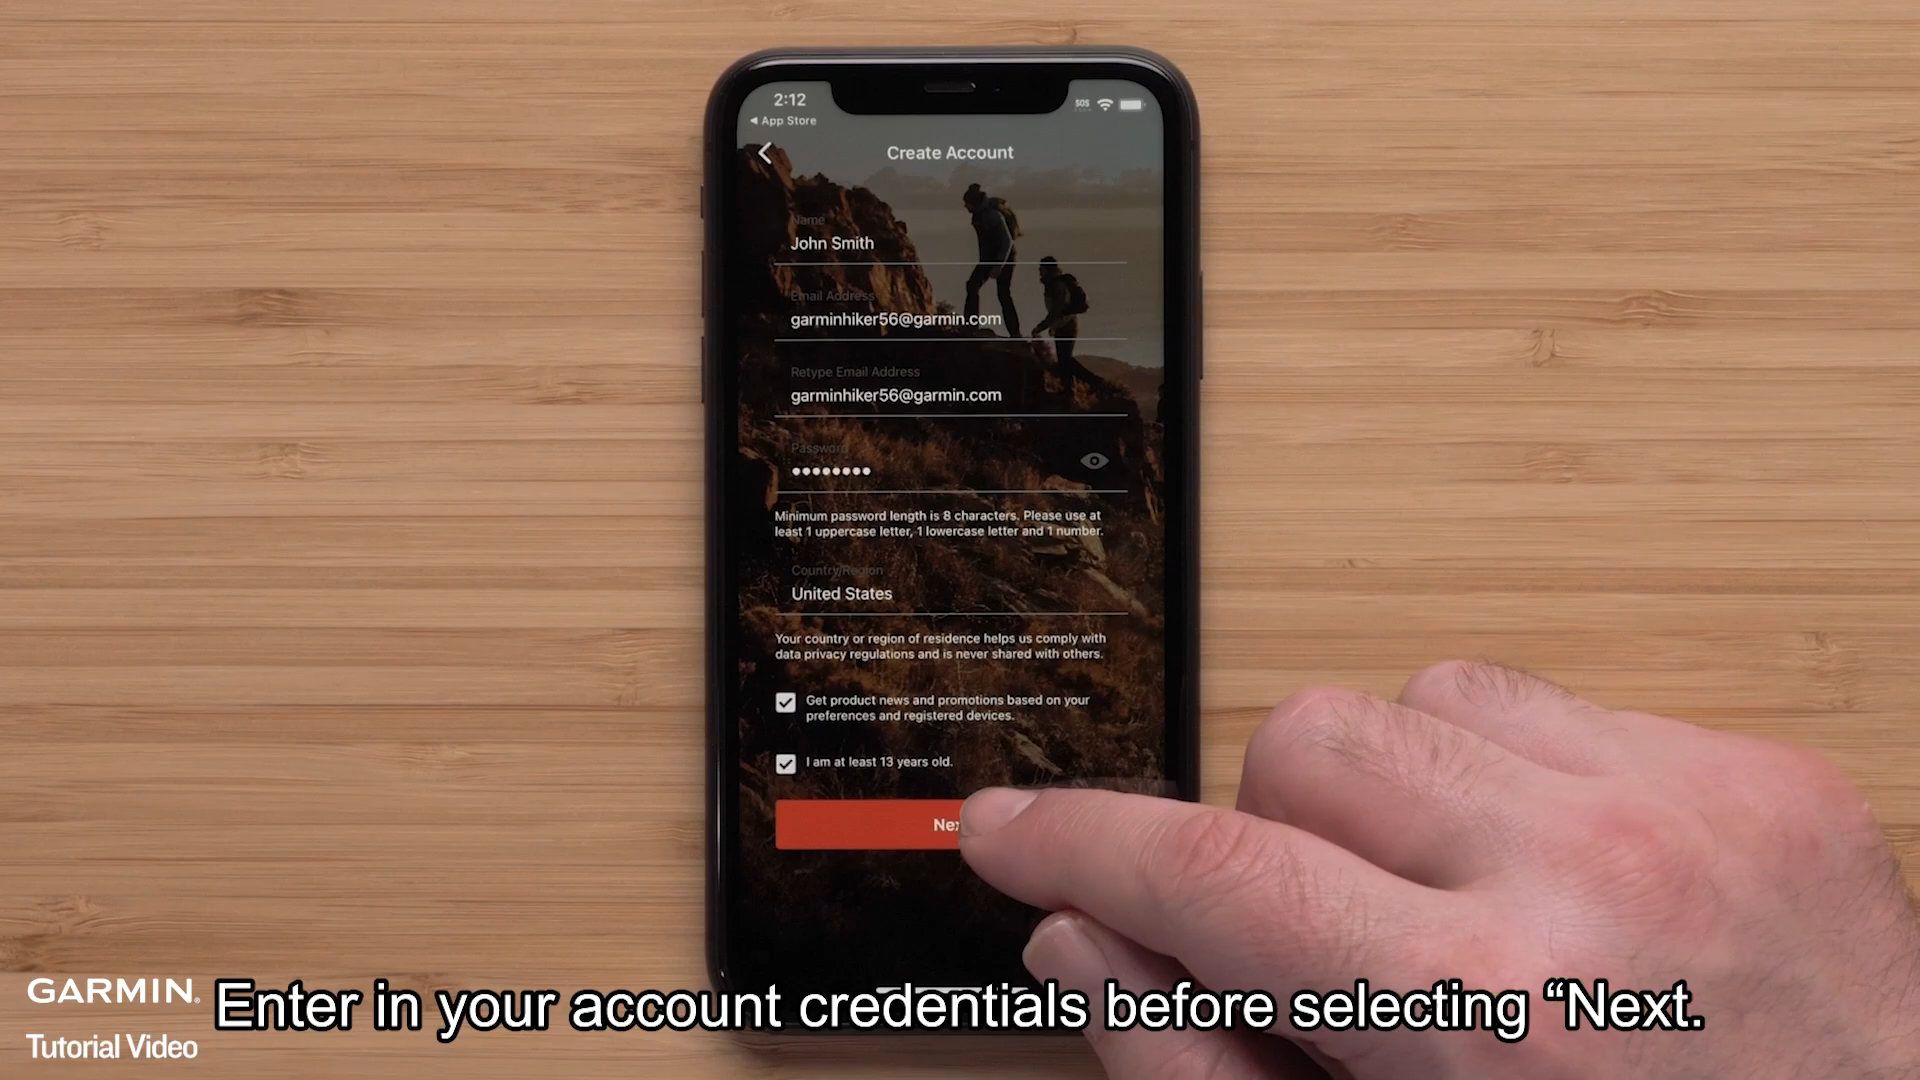 2:12
SOS
◀ App Store
Create Account
Name
John Smith
Email Address
garminhiker56@garmin.com
Retype Email Address
garminhiker56@garmin.com
Password
••••••••
Minimum password length is 8 characters. Please use at
least 1 uppercase letter, 1 lowercase letter and 1 number.
Country/Region
United States
Your country or region of residence helps us comply with
data privacy regulations and is never shared with others.
Get product news and promotions based on your
preferences and registered devices.
I am at least 13 years old.
Nex
GARMIN.
Tutorial Video
Enter in your account credentials before selecting “Next.